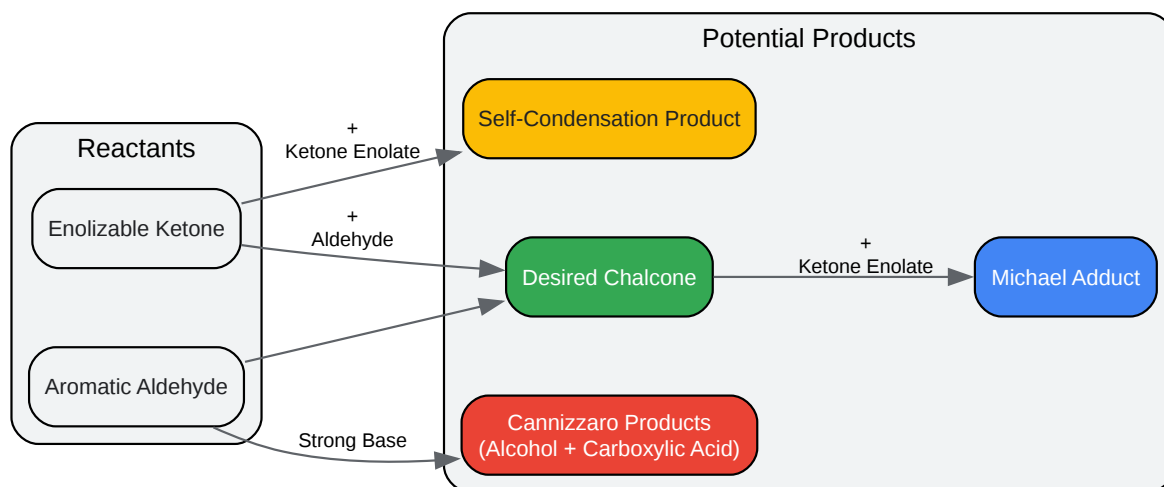 Potential Products
Self-Condensation Product
+
Ketone Enolate
Reactants
Enolizable Ketone
+
Aldehyde
Desired Chalcone
+
Ketone Enolate
Michael Adduct
Aromatic Aldehyde
Strong Base
Cannizzaro Products
(Alcohol + Carboxylic Acid)